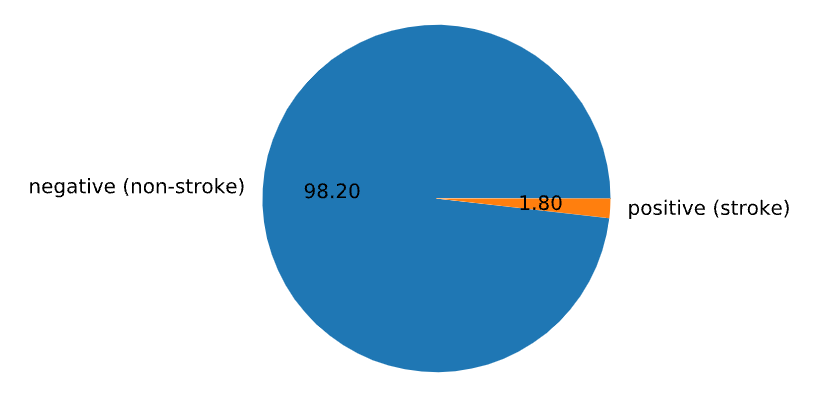 negative (non-stroke)
98.20
1.80
positive (stroke)